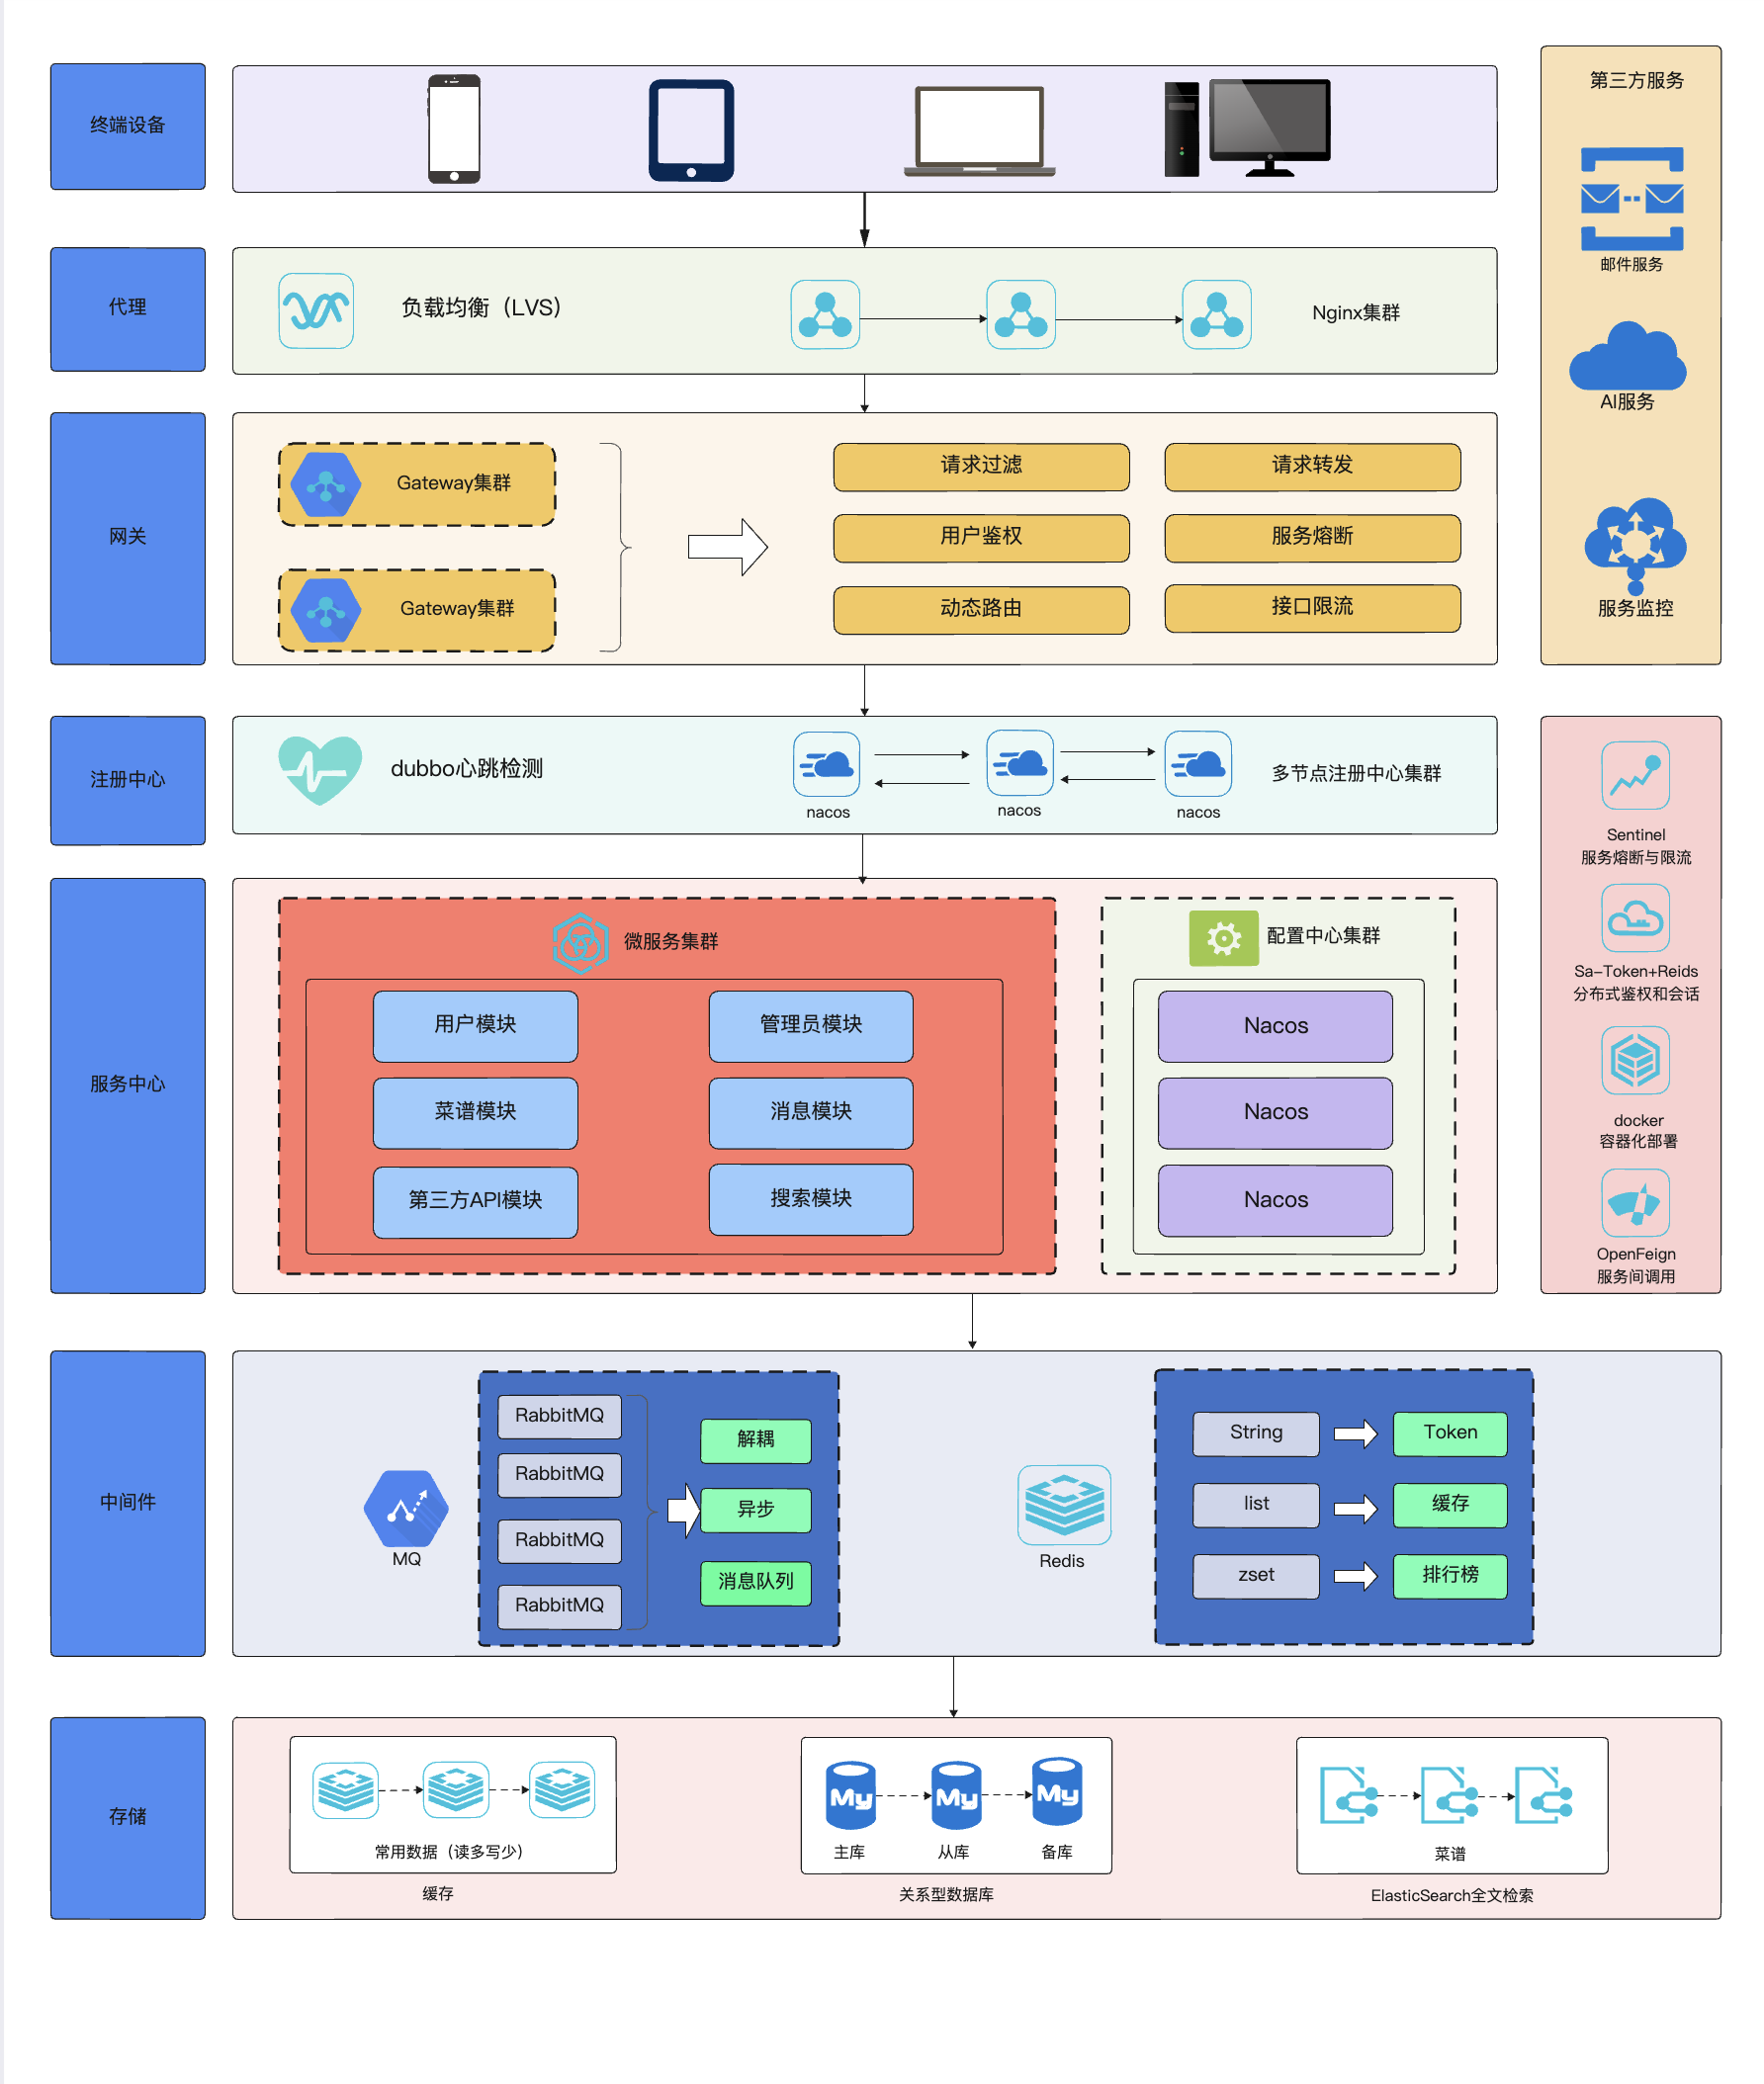 终端设备
第三方服务
邮件服务
AI服务
服务监控
代理
负载均衡（LVS）
Nginx集群
网关
Gateway集群
Gateway集群
请求过滤
请求转发
用户鉴权
服务熔断
动态路由
接口限流
注册中心
dubbo心跳检测
nacos
nacos
nacos
多节点注册中心集群
Sentinel
服务熔断与限流
Sa-Token+Reids
分布式鉴权和会话
docker
容器化部署
OpenFeign
服务间调用
服务中心
微服务集群
用户模块
管理员模块
菜谱模块
消息模块
第三方API模块
搜索模块
配置中心集群
Nacos
Nacos
Nacos
中间件
MQ
RabbitMQ
RabbitMQ
RabbitMQ
RabbitMQ
解耦
异步
消息队列
Redis
String
Token
list
缓存
zset
排行榜
存储
常用数据（读多写少）
缓存
My
My
My
主库
从库
备库
关系型数据库
菜谱
ElasticSearch全文检索